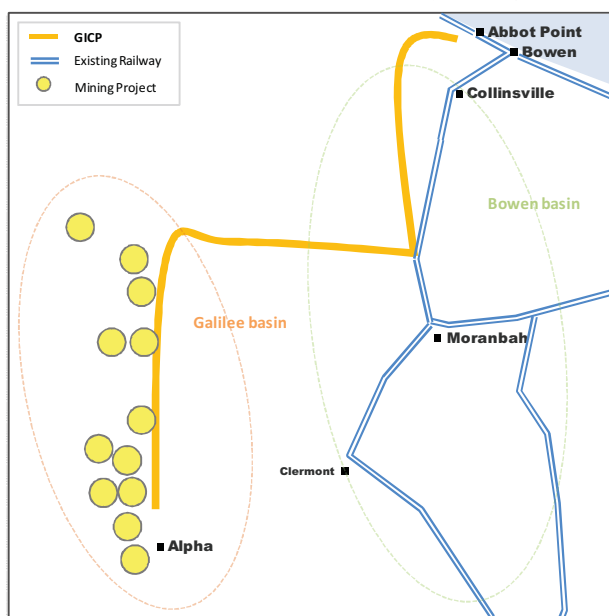 GICP
Existing Railway
Mining Project
Abbot Point
Bowen
Collinsville
Bowen basin
Galilee basin
Moranbah
Clermont
Alpha